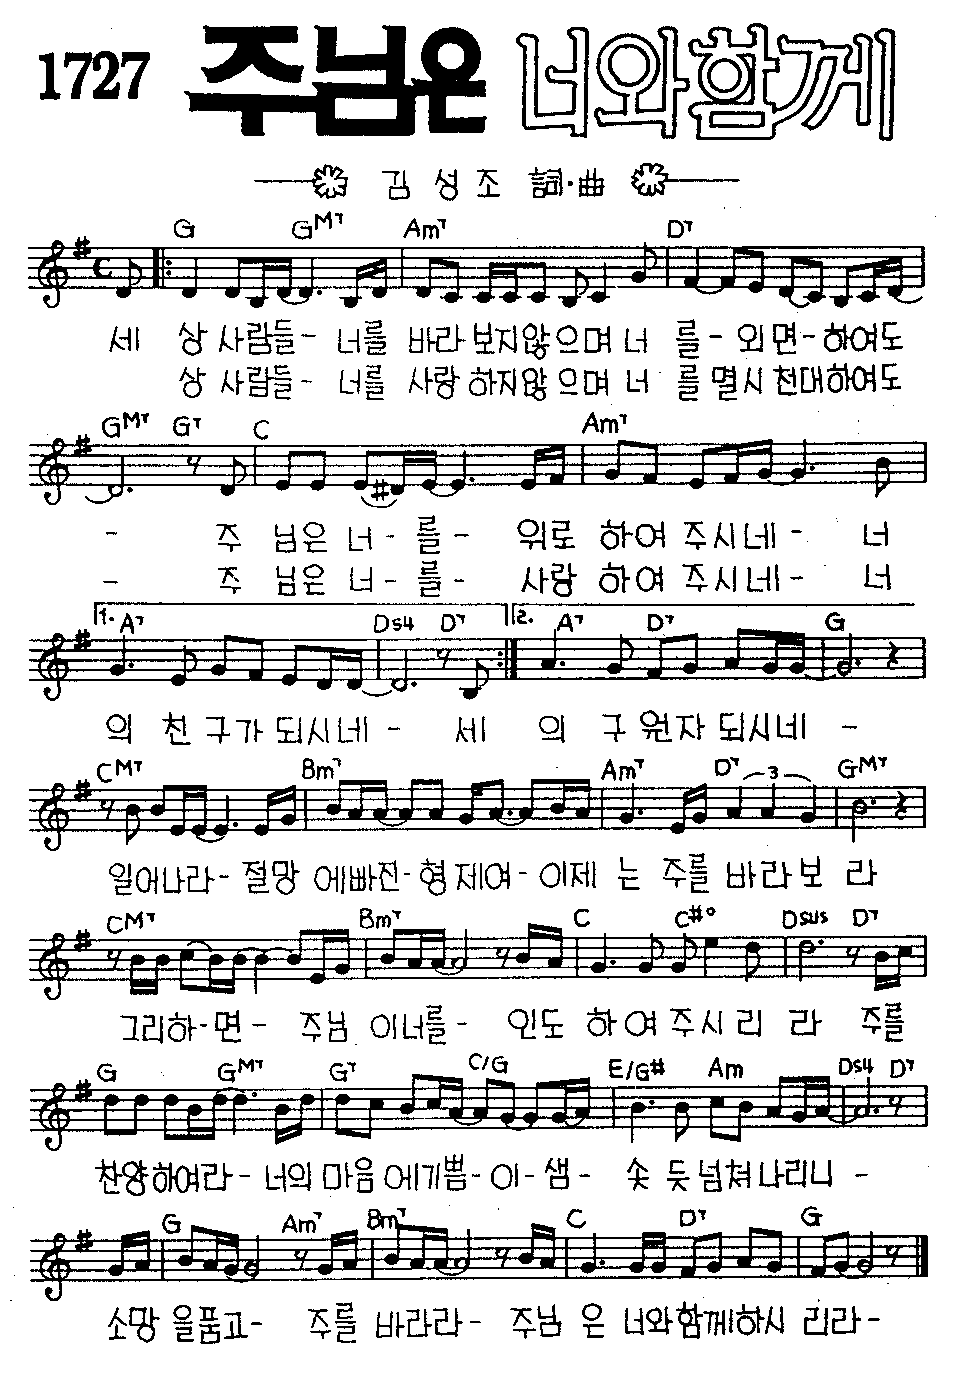 1727 주님은 너와함께
김성조 詞·曲
G GM7 Am7 D7
세 상 사람들- 너를 바라보지않으며 너 를- 외면-하여도
상 사람들- 너를 사랑하지않으며 너 를멸시천대하여도
GM7 G7 C Am7
- 주 님은 너- 를- 위로 하여 주시네- 너
- 주 님은 너- 를- 사랑 하여 주시네- 너
1. A7 Ds4 D7 2. A7 D7 G
의 친구가 되시네- 세 의 구원자되시네 -
CM7 Bm7 Am7 D7 3 GM7
일어나라- 절망 에빠진-형제여-이제 는 주를 바라보 라
CM7 Bm7 C C#° Dsus D7
그리하-면- 주님 이너를- 인도 하여주시리 라 주를
G GM7 G7 C/G E/G# Am Ds4 D7
찬양하여라- 너의마음에기쁨-이-샘- 솟 듯넘쳐나리니 -
G Am7 Bm7 C D7 G
소망 을품고- 주를 바라라- 주님 은 너와함께하시 리라-